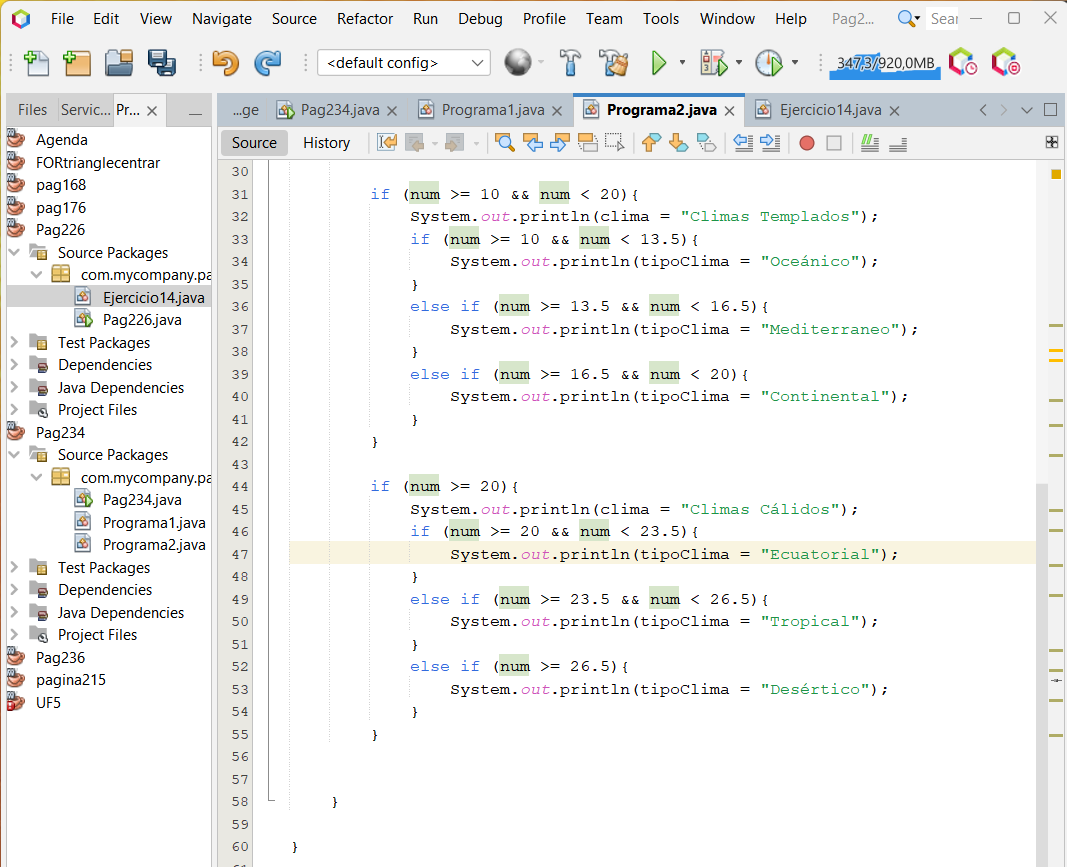 File Edit View Navigate Source Refactor Run Debug Profile Team Tools Window Help Pag2... Sear
<default config> 347,3/920,0MB
Files Servic... Pr... ...ge Pag234.java Programa1.java Programa2.java Ejercicio14.java
Source History
Agenda
FORtrianglecentrar
pag168
pag176
Pag226
Source Packages
com.mycompany.pa
Ejercicio14.java
Pag226.java
Test Packages
Dependencies
Java Dependencies
Project Files
Pag234
Source Packages
com.mycompany.pa
Pag234.java
Programa1.java
Programa2.java
Test Packages
Dependencies
Java Dependencies
Project Files
Pag236
pagina215
UF5
30
31 if (num >= 10 && num < 20){
32 System.out.println(clima = "Climas Templados");
33 if (num >= 10 && num < 13.5){
34 System.out.println(tipoClima = "Oceánico");
35 }
36 else if (num >= 13.5 && num < 16.5){
37 System.out.println(tipoClima = "Mediterraneo");
38 }
39 else if (num >= 16.5 && num < 20){
40 System.out.println(tipoClima = "Continental");
41 }
42 }
43
44 if (num >= 20){
45 System.out.println(clima = "Climas Cálidos");
46 if (num >= 20 && num < 23.5){
47 System.out.println(tipoClima = "Ecuatorial");
48 }
49 else if (num >= 23.5 && num < 26.5){
50 System.out.println(tipoClima = "Tropical");
51 }
52 else if (num >= 26.5){
53 System.out.println(tipoClima = "Desértico");
54 }
55 }
56
57
58 }
59
60 }